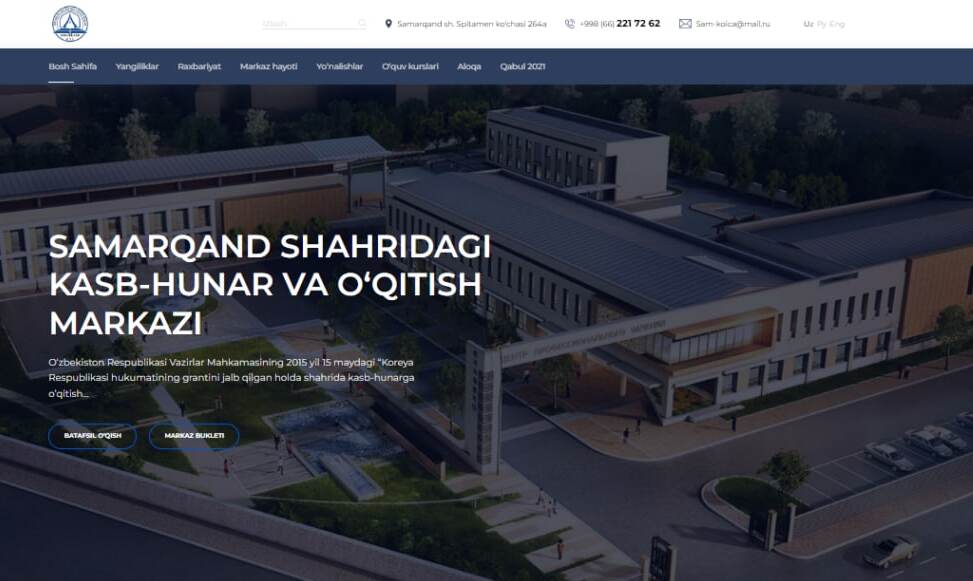 Samarqand sh. Spitamen ko'chasi 264a
+998 (66) 221 72 62
Sam-koica@mail.ru
Uz Ру Eng
Bosh Sahifa
Yangiliklar
Raxbariyat
Markaz hayoti
Yo'nalishlar
O'quv kurslari
Aloqa
Qabul 2021
SAMARQAND SHAHRIDAGI
KASB-HUNAR VA O‘QITISH
MARKAZI
O‘zbekiston Respublikasi Vazirlar Mahkamasining 2015 yil 15 maydagi “Koreya
Respublikasi hukumatining grantini jalb qilgan holda shahrida kasb-hunarga
o‘qitish...
BATAFSIL O‘QISH
MARKAZ BUKLETI